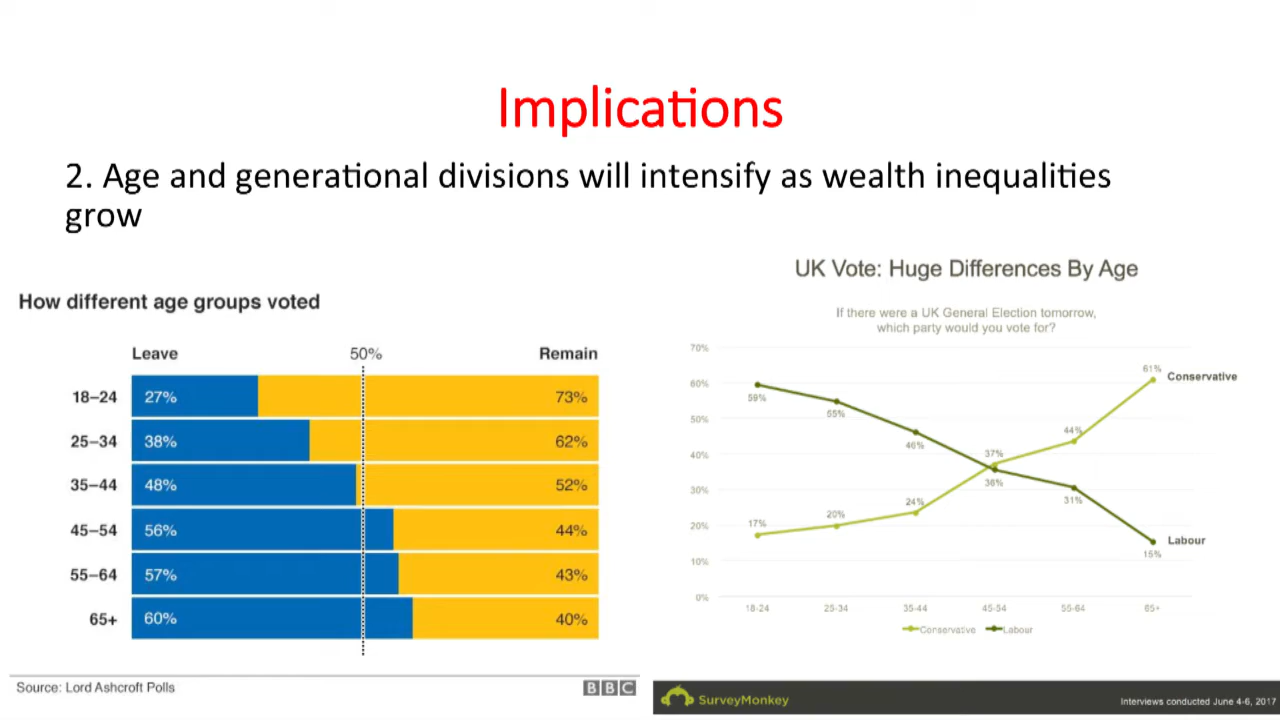 Implications
2. Age and generational divisions will intensify as wealth inequalities
grow
How different age groups voted
Leave 50% Remain
18–24 27% 73%
25–34 38% 62%
35–44 48% 52%
45–54 56% 44%
55–64 57% 43%
65+ 60% 40%
Source: Lord Ashcroft Polls
BBC
UK Vote: Huge Differences By Age
If there were a UK General Election tomorrow,
which party would you vote for?
70%
60%
50%
40%
30%
20%
10%
0%
59% 55% 46% 36% 31% 15%
17% 20% 24% 37% 44% 61%
Conservative
Labour
18-24 25-34 35-44 45-54 55-64 65+
Conservative Labour
SurveyMonkey
Interviews conducted June 4-6, 2017